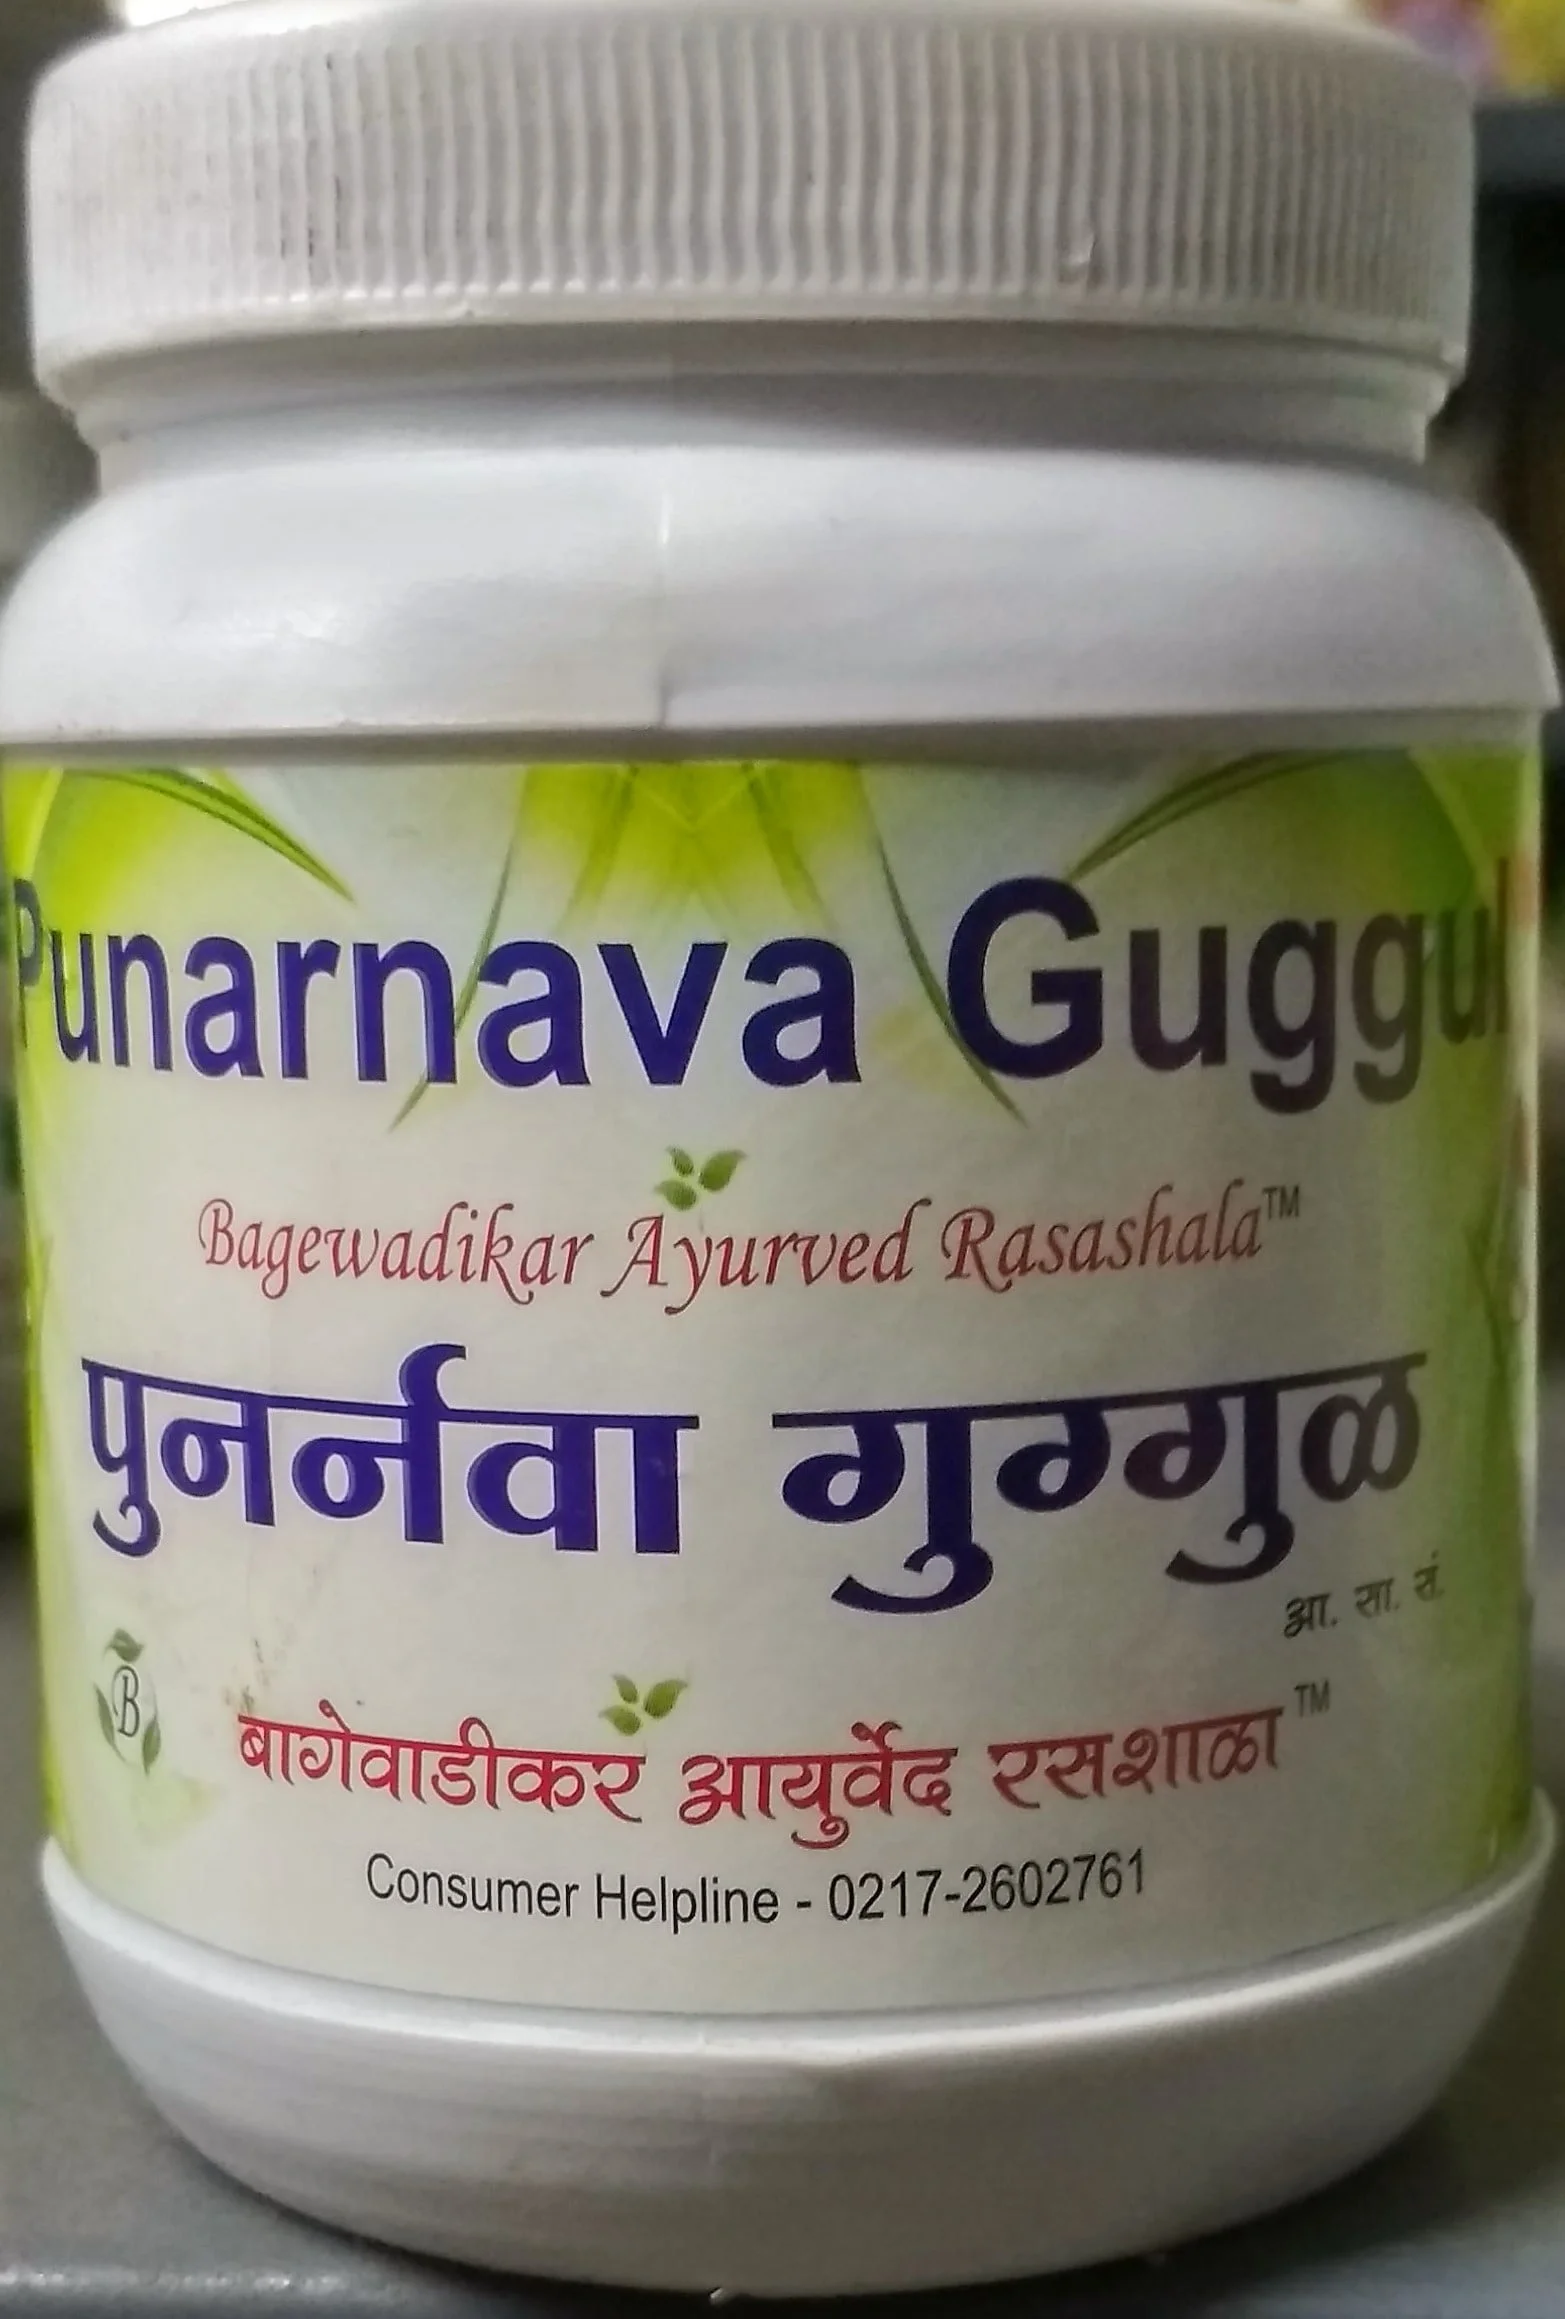 Punarnava Guggul
Bagewadikar Ayurved Rasashala™
पुनर्नवा गुग्गुळ
आ. सा. सं.
B
बागेवाडीकर आयुर्वेद रसशाळा™
Consumer Helpline - 0217-2602761